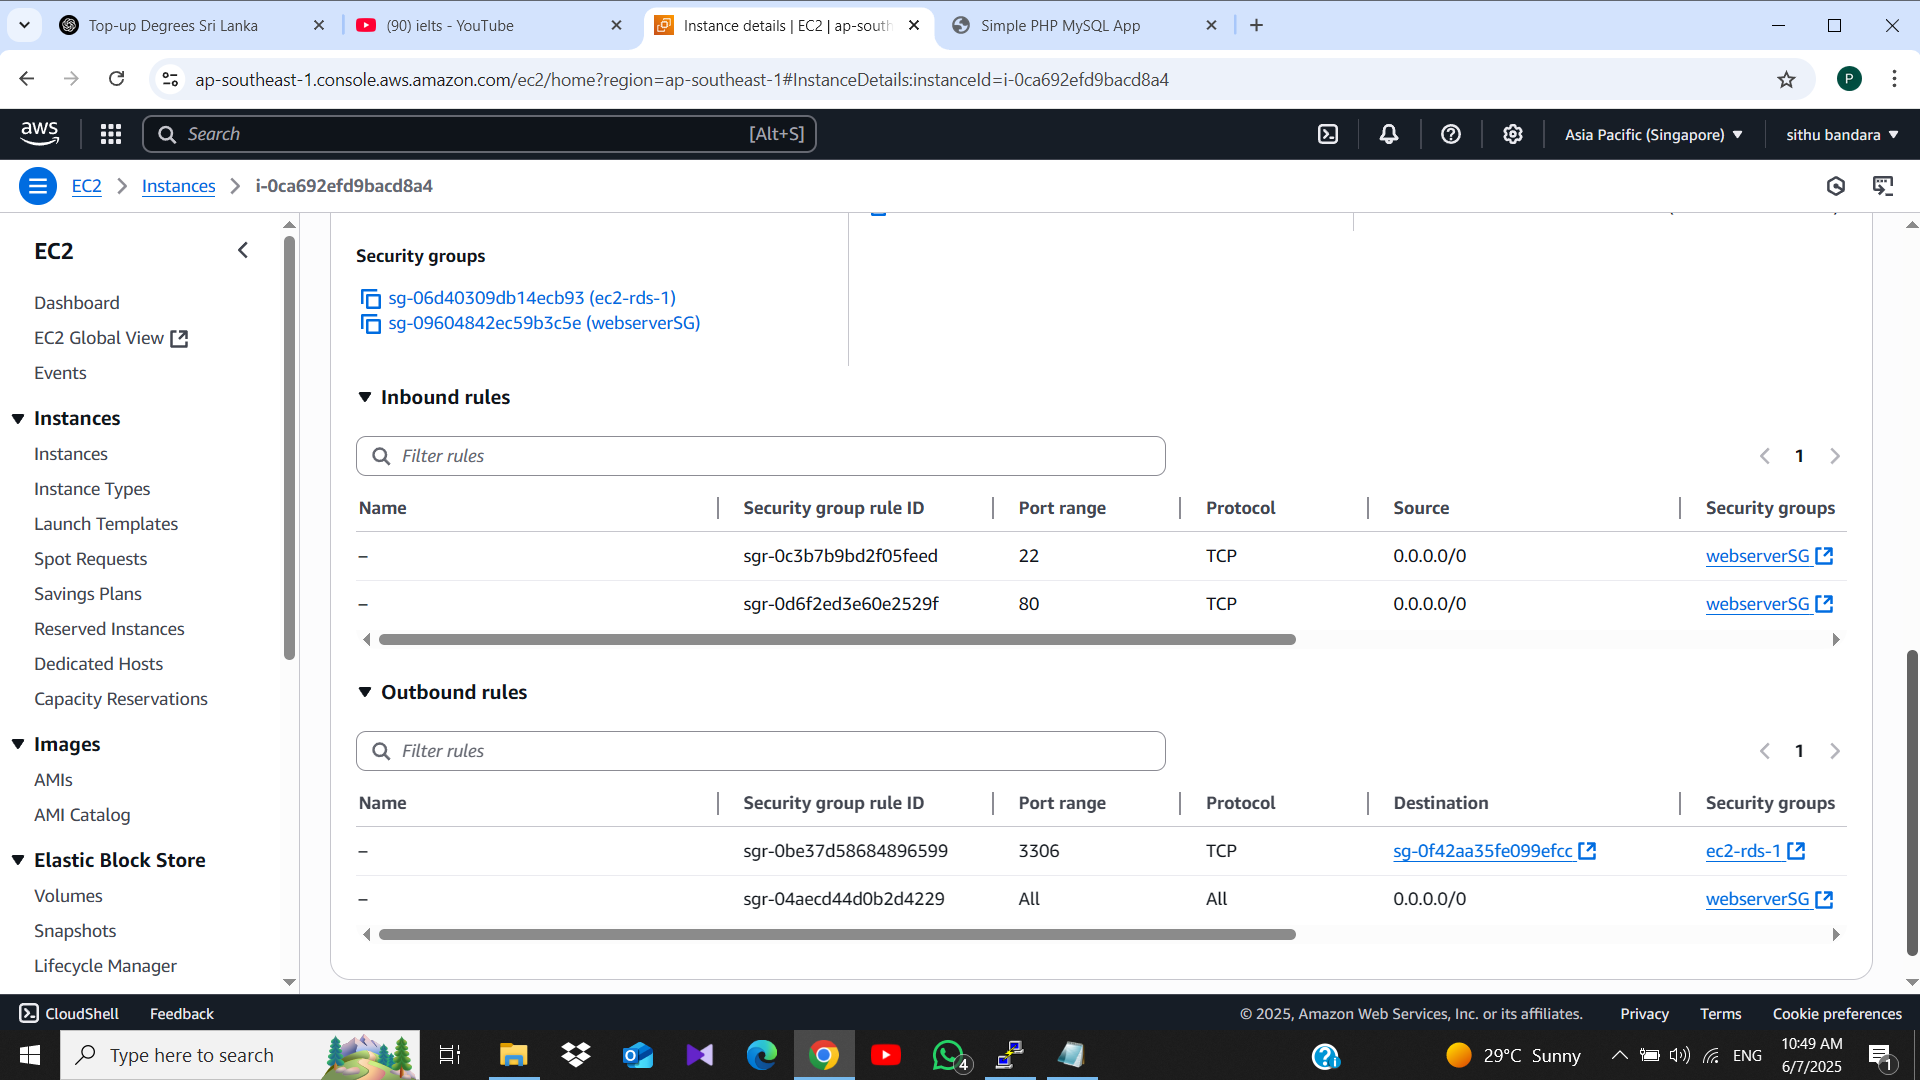 Top-up Degrees Sri Lanka
(90) ielts - YouTube
Instance details | EC2 | ap-south
Simple PHP MySQL App
ap-southeast-1.console.aws.amazon.com/ec2/home?region=ap-southeast-1#InstanceDetails:instanceId=i-0ca692efd9bacd8a4
P
aws
Search
[Alt+S]
Asia Pacific (Singapore)
sithu bandara
EC2
Instances
i-0ca692efd9bacd8a4
EC2
Dashboard
EC2 Global View
Events
Instances
Instances
Instance Types
Launch Templates
Spot Requests
Savings Plans
Reserved Instances
Dedicated Hosts
Capacity Reservations
Images
AMIs
AMI Catalog
Elastic Block Store
Volumes
Snapshots
Lifecycle Manager
Security groups
sg-06d40309db14ecb93 (ec2-rds-1)
sg-09604842ec59b3c5e (webserverSG)
Inbound rules
Filter rules
1
Name Security group rule ID Port range Protocol Source Security groups
– sgr-0c3b7b9bd2f05feed 22 TCP 0.0.0.0/0 webserverSG
– sgr-0d6f2ed3e60e2529f 80 TCP 0.0.0.0/0 webserverSG
Outbound rules
Filter rules
1
Name Security group rule ID Port range Protocol Destination Security groups
– sgr-0be37d58684896599 3306 TCP sg-0f42aa35fe099efcc ec2-rds-1
– sgr-04aecd44d0b2d4229 All All 0.0.0.0/0 webserverSG
CloudShell
Feedback
© 2025, Amazon Web Services, Inc. or its affiliates.
Privacy
Terms
Cookie preferences
Type here to search
4
29°C Sunny
ENG
10:49 AM
6/7/2025
1